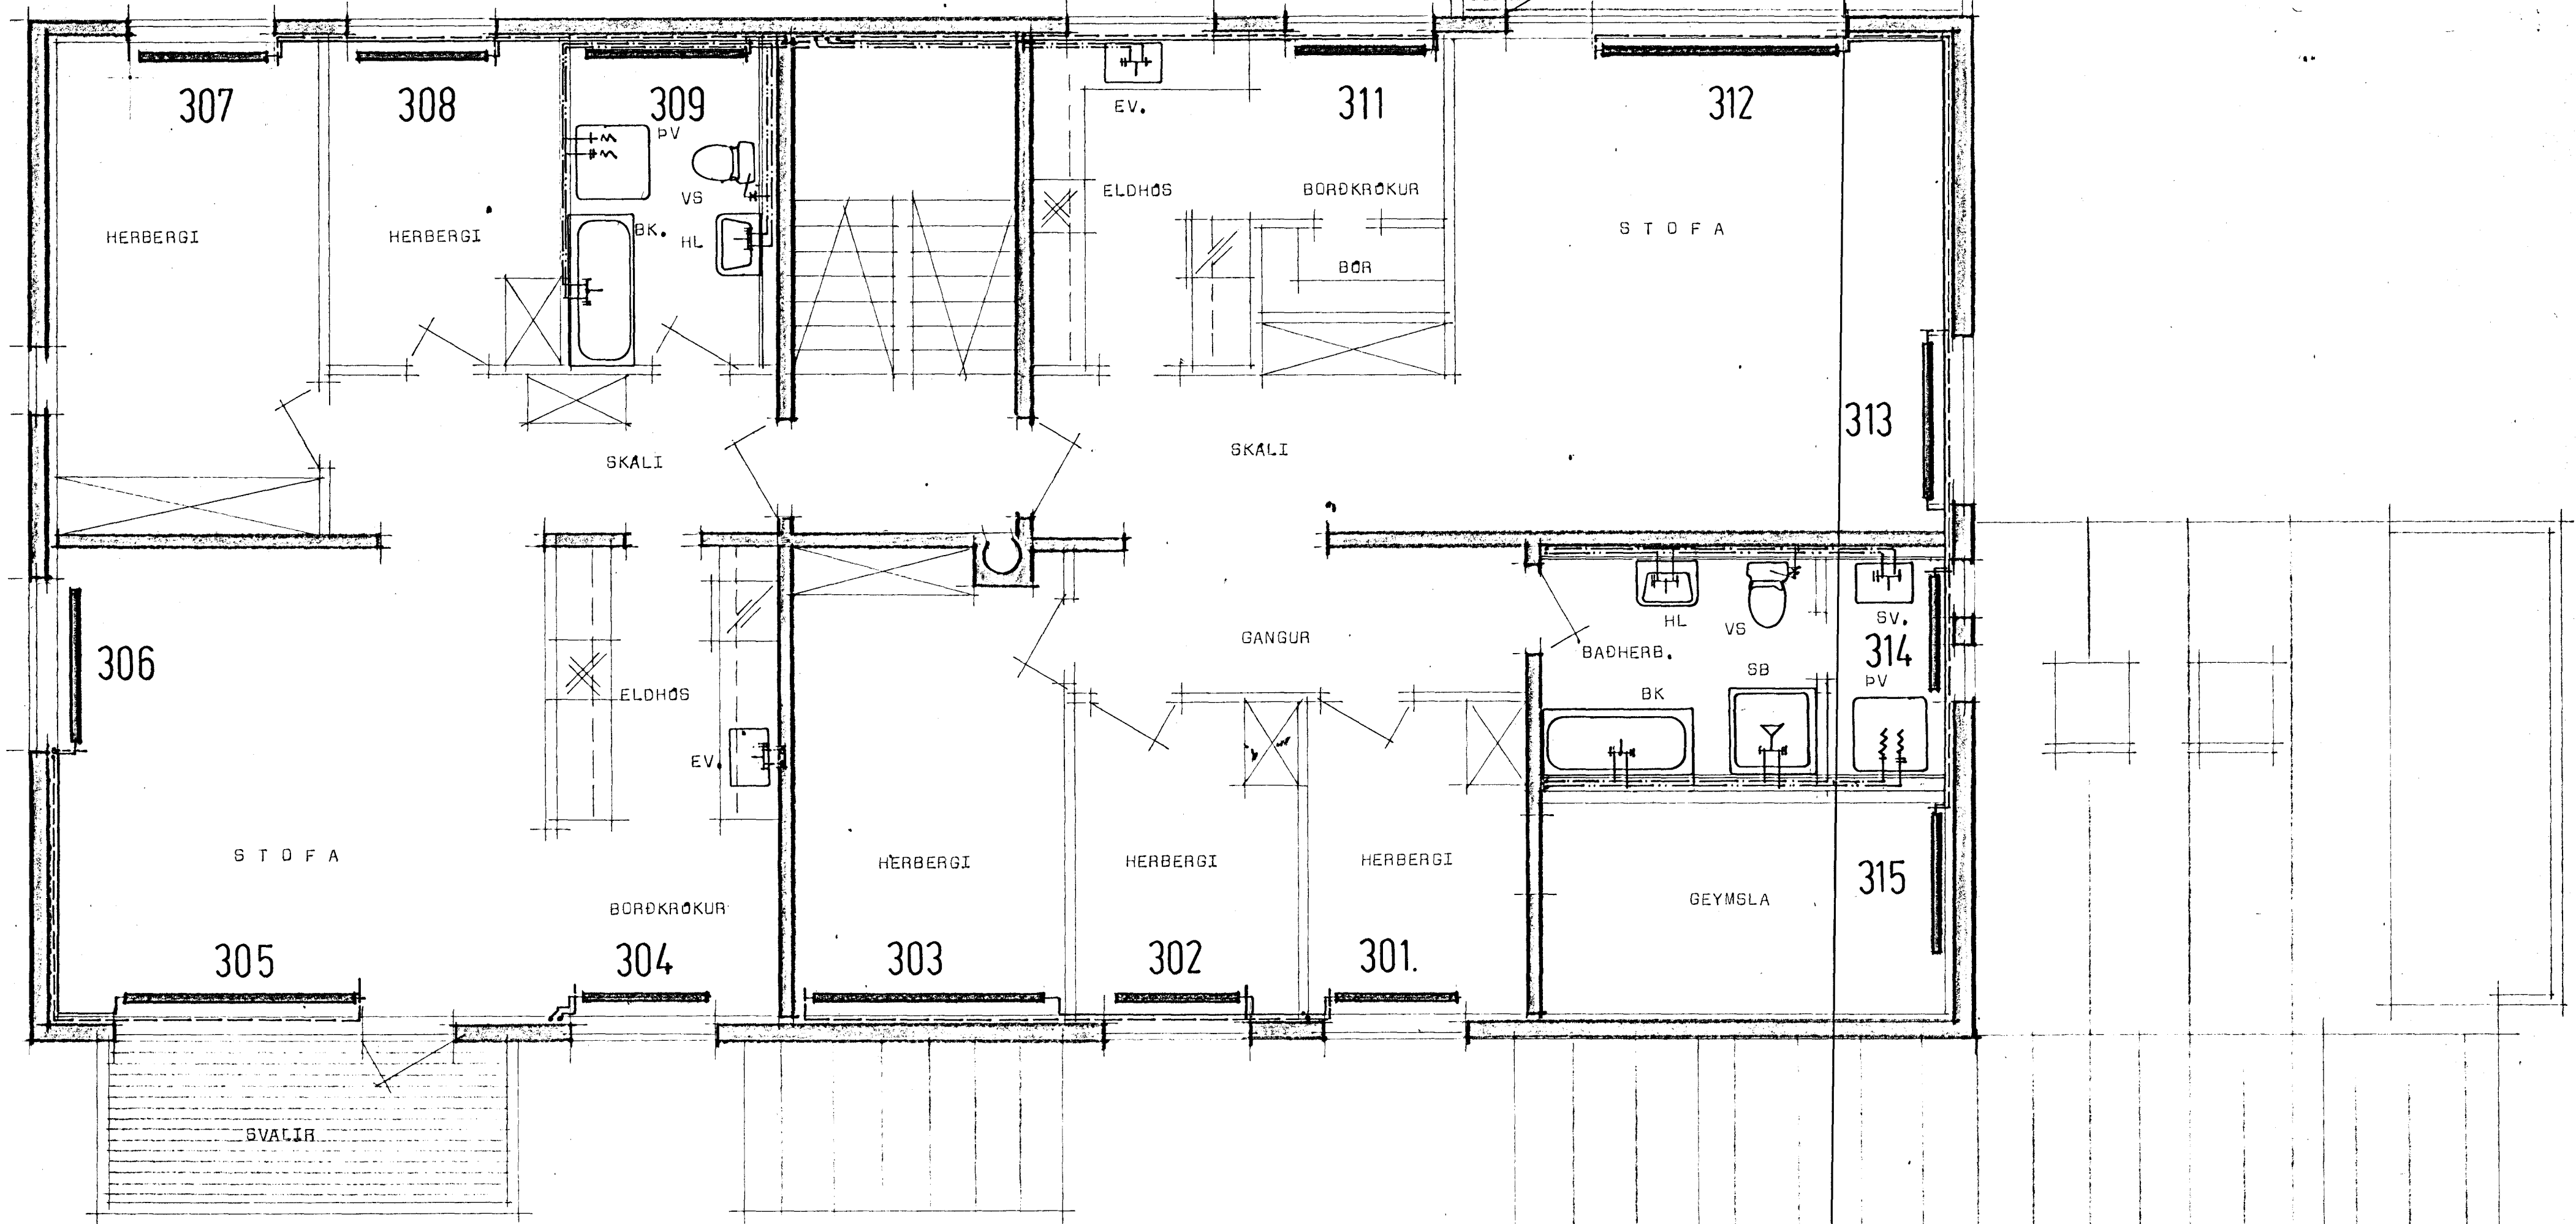 307
308
309
311
312
ÞV
EV.
VS
ELDHÚS
BORÐKRÓKUR
HERBERGI
HERBERGI
BK.
HL
STOFA
BÚR
313
SKÁLI
SKÁLI
HL
VS
SV.
306
GANGUR
BAÐHERB.
314
SB
ÞV
ELDHÚS
BK
EV.
STOFA
HERBERGI
HERBERGI
HERBERGI
315
BORÐKRÓKUR
GEYMSLA
305
304
303
302
301.
SVALIR